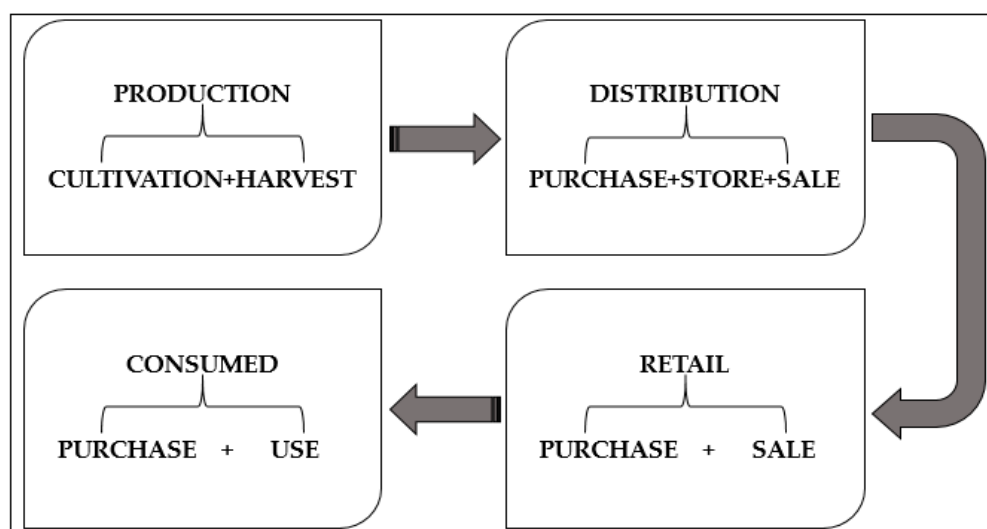 PRODUCTION
CULTIVATION+HARVEST
DISTRIBUTION
PURCHASE+STORE+SALE
RETAIL
PURCHASE + SALE
CONSUMED
PURCHASE + USE